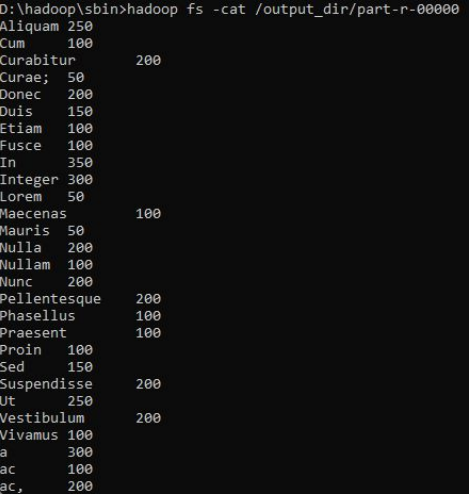 D:\hadoop\sbin>hadoop fs -cat /output_dir/part-r-00000
Aliquam 250
Cum     100
Curabitur       200
Curae;  50
Donec   200
Duis    150
Etiam   100
Fusce   100
In      350
Integer 300
Lorem   50
Maecenas        100
Mauris  50
Nulla   200
Nullam  100
Nunc    200
Pellentesque    200
Phasellus       100
Praesent        100
Proin   100
Sed     150
Suspendisse     200
Ut      250
Vestibulum      200
Vivamus 100
a       300
ac      100
ac,     200